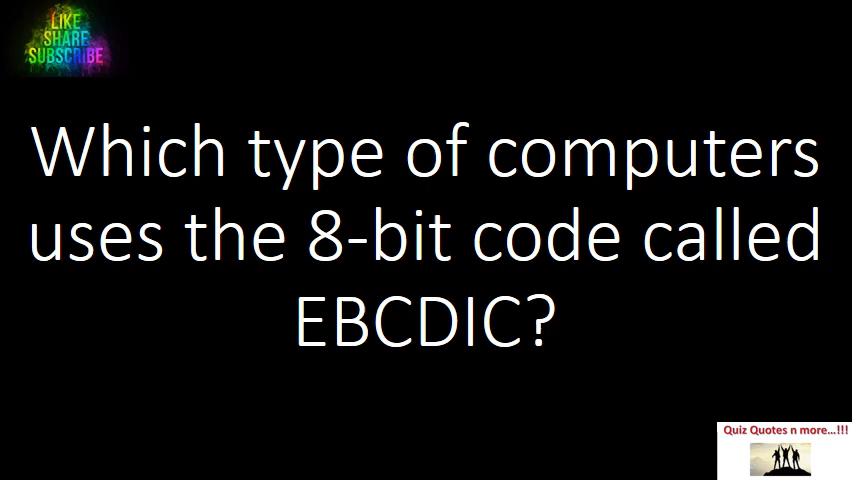 LIKE
SHARE
SUBSCRIBE
Which type of computers
uses the 8-bit code called
EBCDIC?
Quiz Quotes n more...!!!